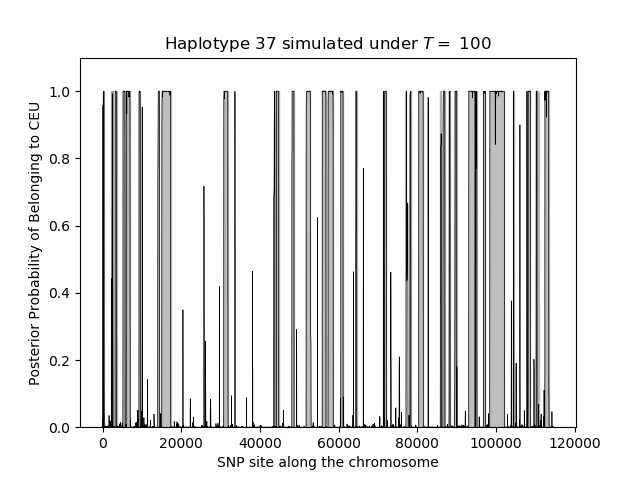 Haplotype 37 simulated under T = 100
Posterior Probability of Belonging to CEU
1.0
0.8
0.6
0.4
0.2
0.0
0 20000 40000 60000 80000 100000 120000
SNP site along the chromosome